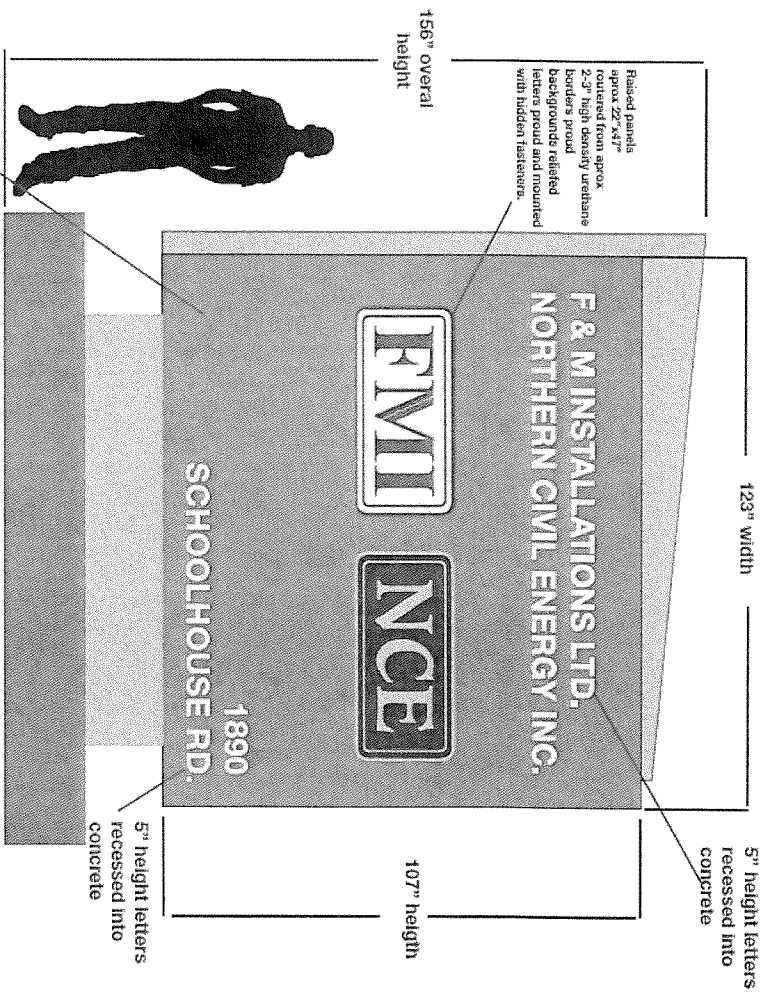 156" overal
height
Raised panels
aprox 22"x47"
routered from aprox
2-3" high density urethane
borders proud
backgrounds reliefed
letters proud and mounted
with hidden fasteners.
123" width
5" height letters
recessed into
concrete
F & M INSTALLATIONS LTD.
NORTHERN CIVIL ENERGY INC.
FMI
NCE
1890
SCHOOLHOUSE RD.
107" heigth
5" height letters
recessed into
concrete